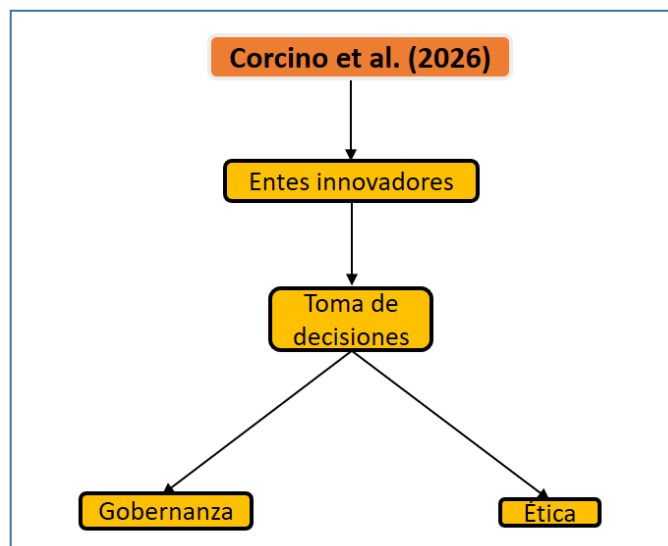 Corcino et al. (2026)
Entes innovadores
Toma de
decisiones
Gobernanza
Ética